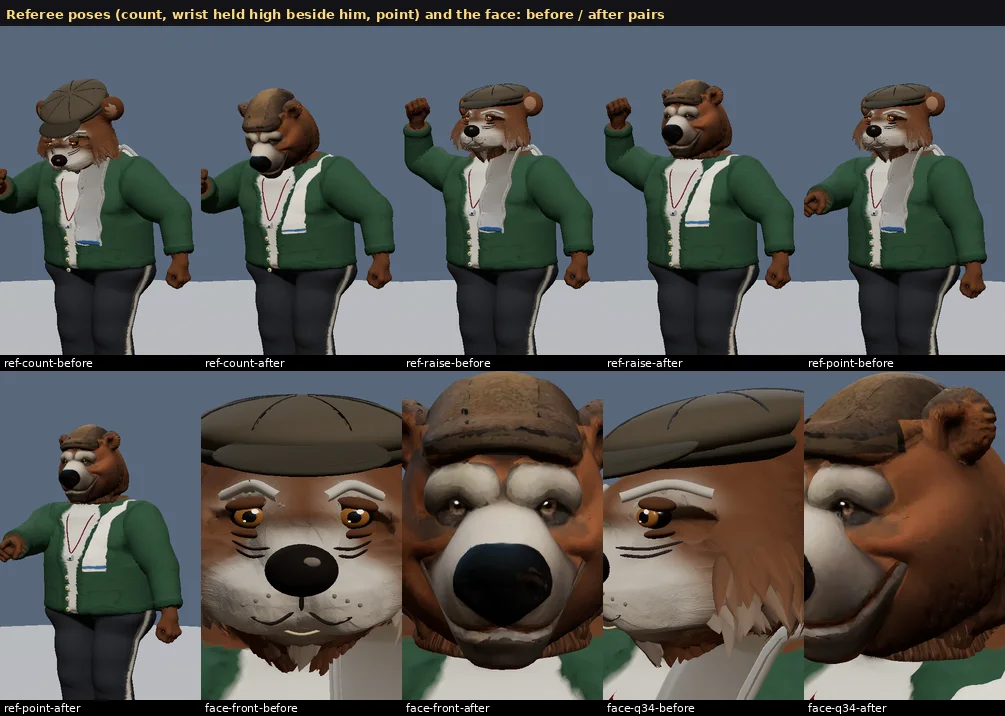 Referee poses (count, wrist held high beside him, point) and the face: before / after pairs
ref-count-before
ref-count-after
ref-raise-before
ref-raise-after
ref-point-before
ref-point-after
face-front-before
face-front-after
face-q34-before
face-q34-after